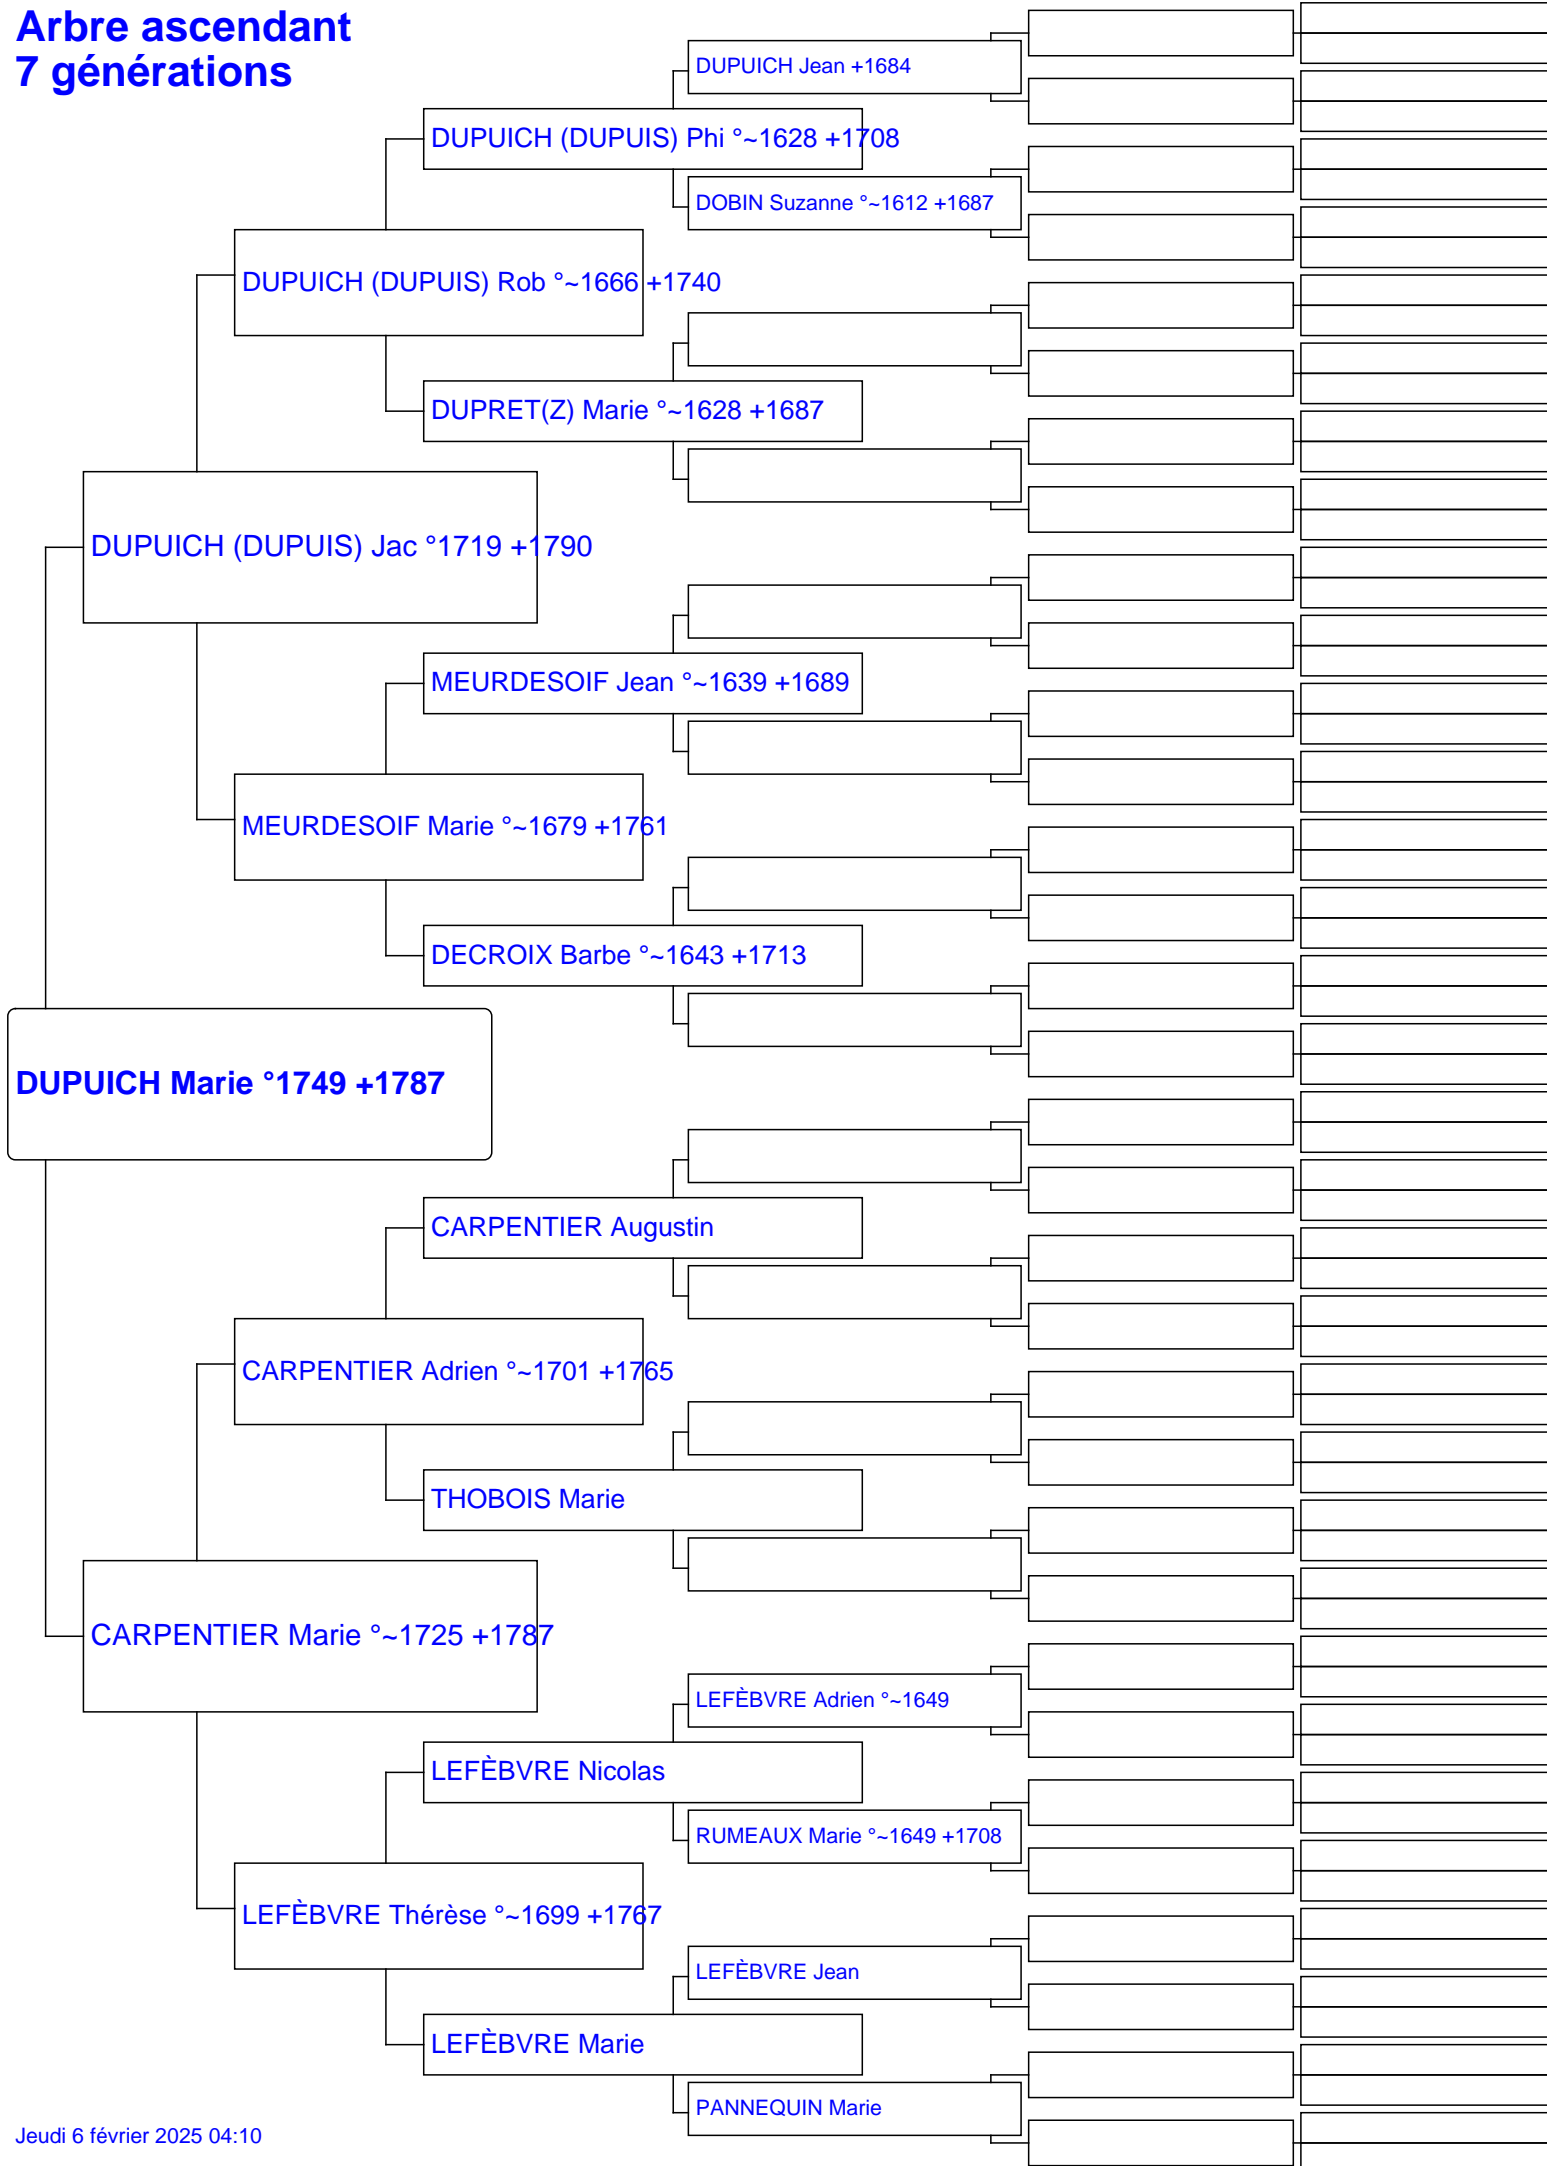 Arbre ascendant
7 générations
DUPUICH Jean +1684
DUPUICH (DUPUIS) Phi °~1628 +1708
DOBIN Suzanne °~1612 +1687
DUPUICH (DUPUIS) Rob °~1666 +1740
DUPRET(Z) Marie °~1628 +1687
DUPUICH (DUPUIS) Jac °1719 +1790
MEURDESOIF Jean °~1639 +1689
MEURDESOIF Marie °~1679 +1761
DECROIX Barbe °~1643 +1713
DUPUICH Marie °1749 +1787
CARPENTIER Augustin
CARPENTIER Adrien °~1701 +1765
THOBOIS Marie
CARPENTIER Marie °~1725 +1787
LEFÈBVRE Adrien °~1649
LEFÈBVRE Nicolas
RUMEAUX Marie °~1649 +1708
LEFÈBVRE Thérèse °~1699 +1767
LEFÈBVRE Jean
LEFÈBVRE Marie
PANNEQUIN Marie
Jeudi 6 février 2025 04:10